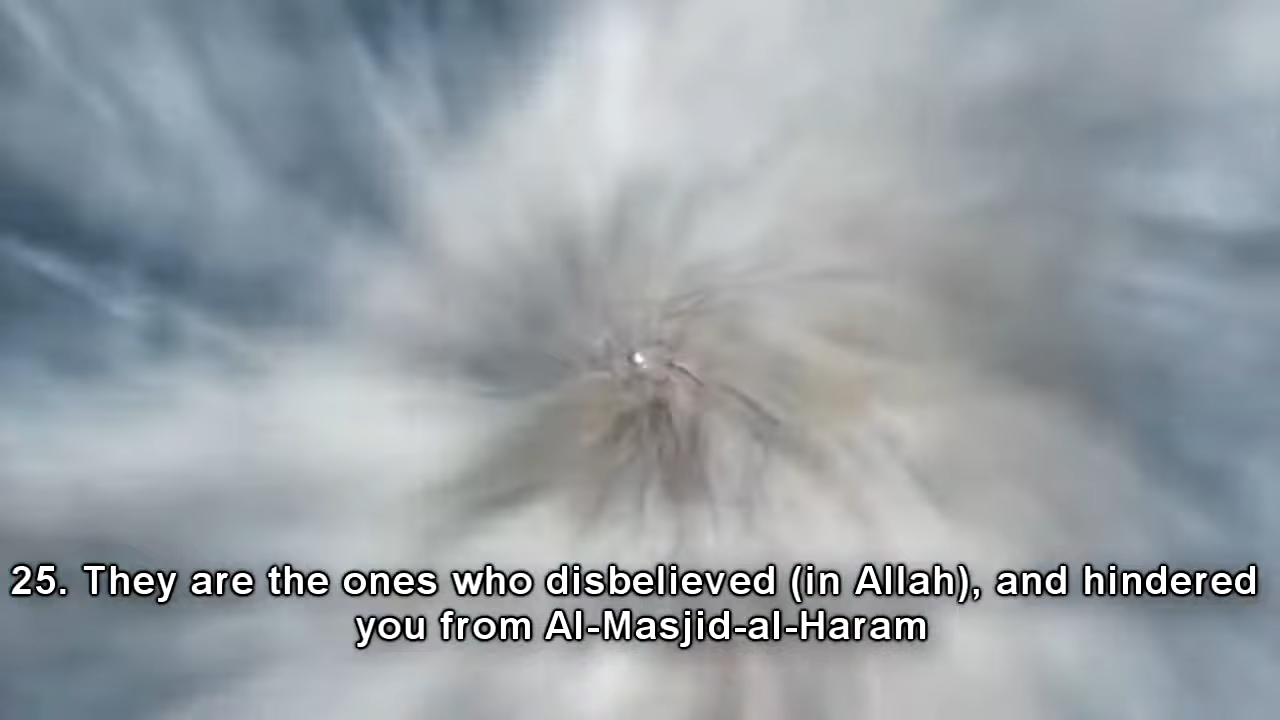 25. They are the ones who disbelieved (in Allah), and hindered
you from Al-Masjid-al-Haram